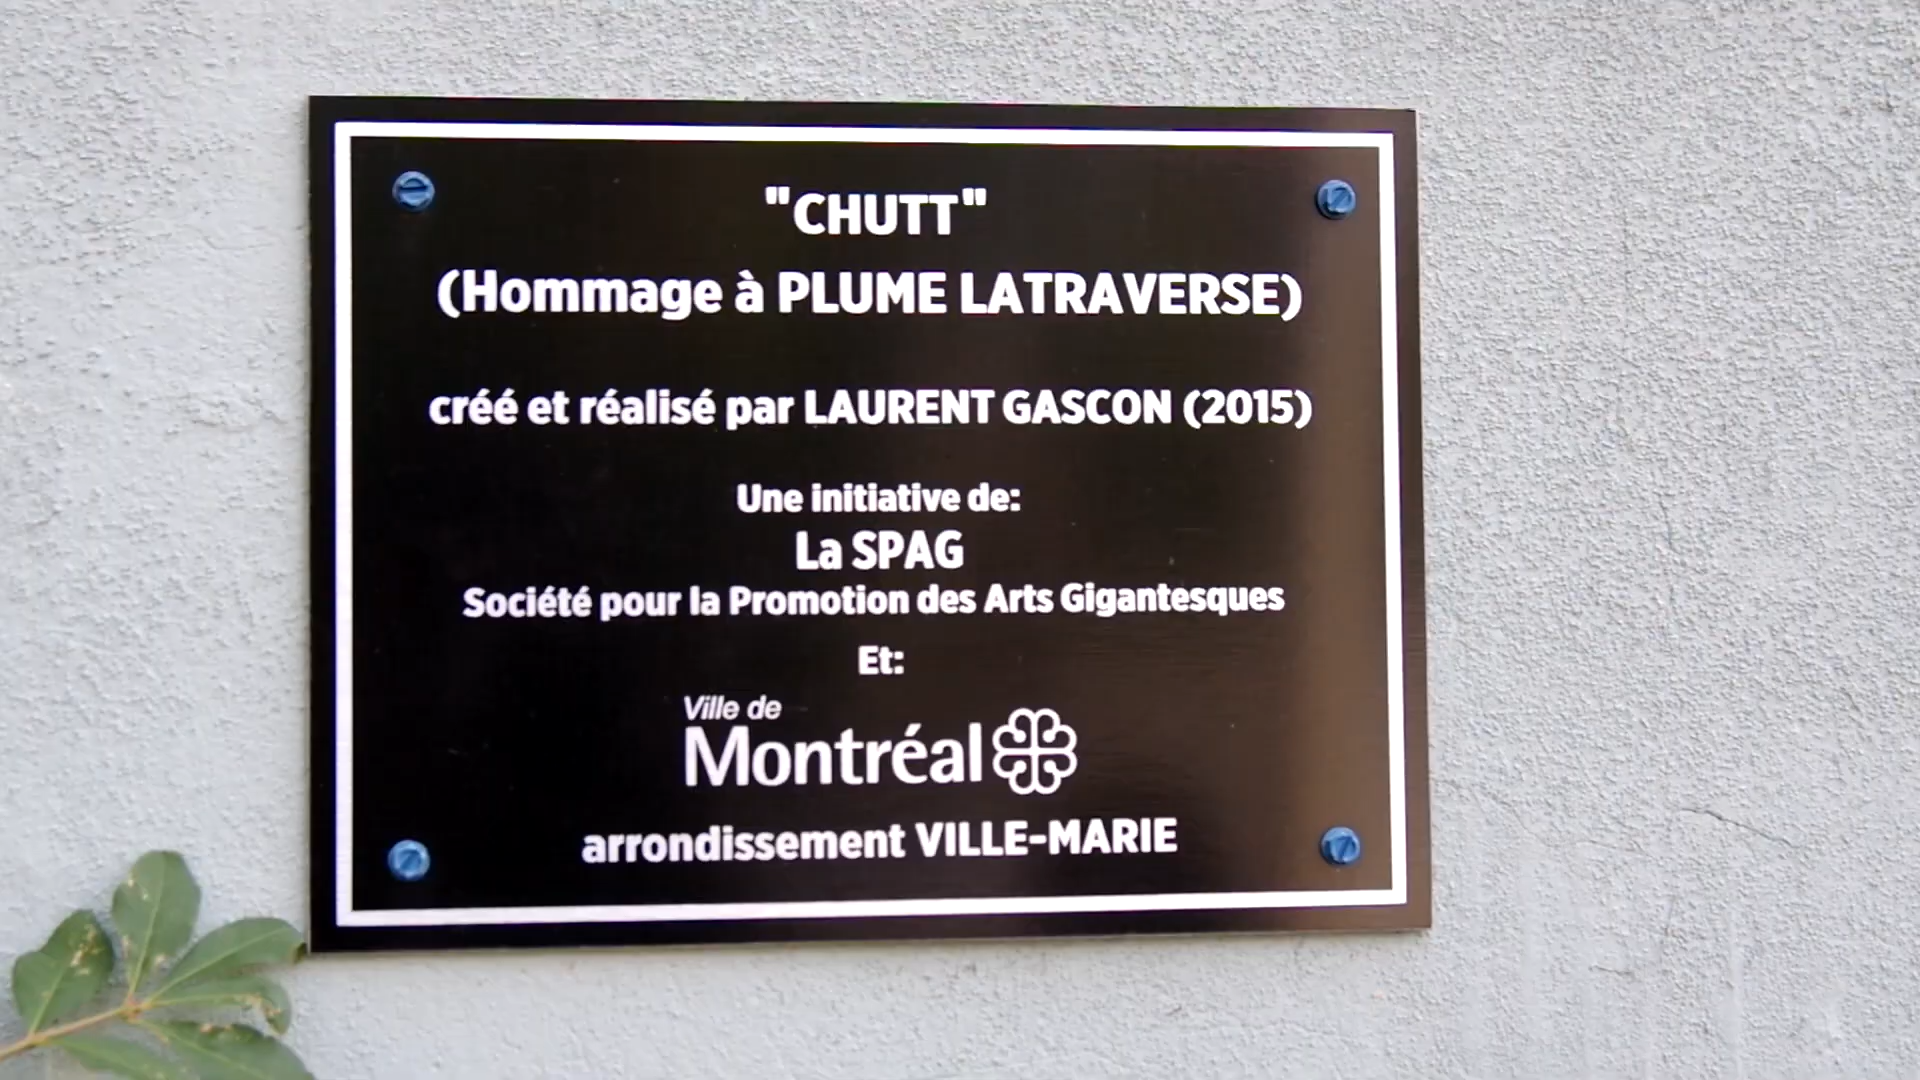 "CHUTT"
(Hommage à PLUME LATRAVERSE)
créé et réalisé par LAURENT GASCON (2015)
Une initiative de:
La SPAG
Société pour la Promotion des Arts Gigantesques
Et:
Ville de
Montréal
arrondissement VILLE-MARIE